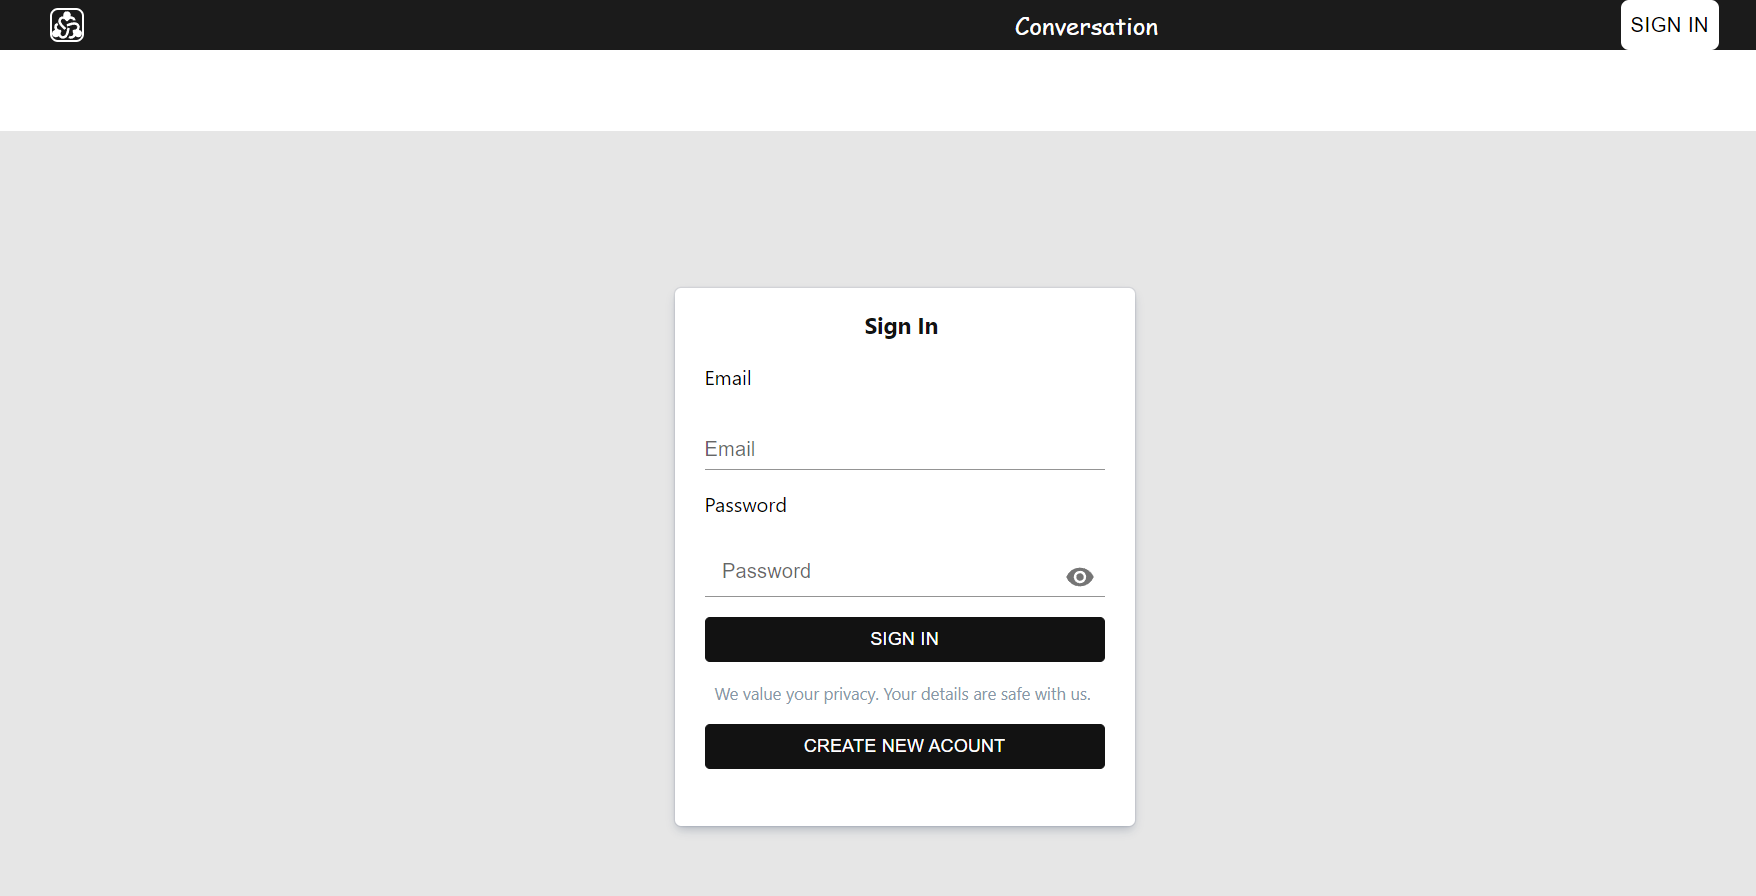 Conversation
SIGN IN
Sign In
Email
Email
Password
Password
SIGN IN
We value your privacy. Your details are safe with us.
CREATE NEW ACOUNT